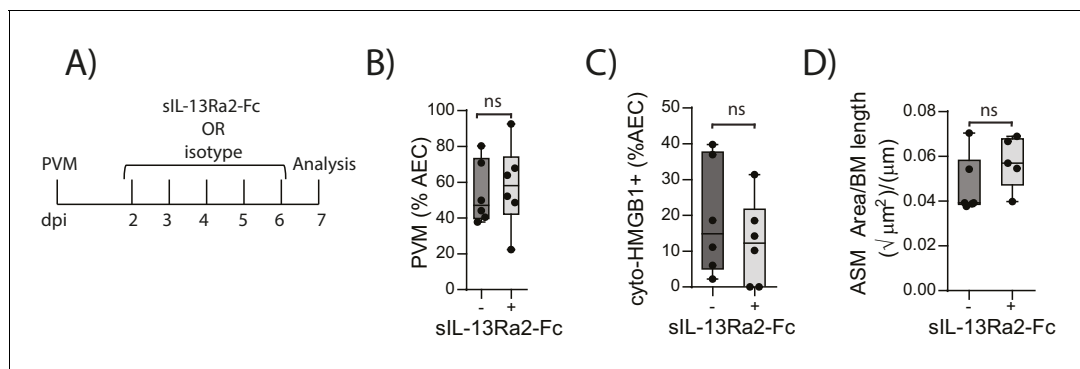 A)
sIL-13Ra2-Fc
OR
isotype
PVM
Analysis
dpi
2 3 4 5 6 7
B)
ns
100
80
60
40
20
0
PVM (% AEC)
- +
sIL-13Ra2-Fc
C)
ns
50
40
30
20
10
0
cyto-HMGB1+ (%AEC)
- +
sIL-13Ra2-Fc
D)
ns
0.08
0.06
0.04
0.02
0.00
ASM Area/BM length
(√ μm²)/(μm)
- +
sIL-13Ra2-Fc